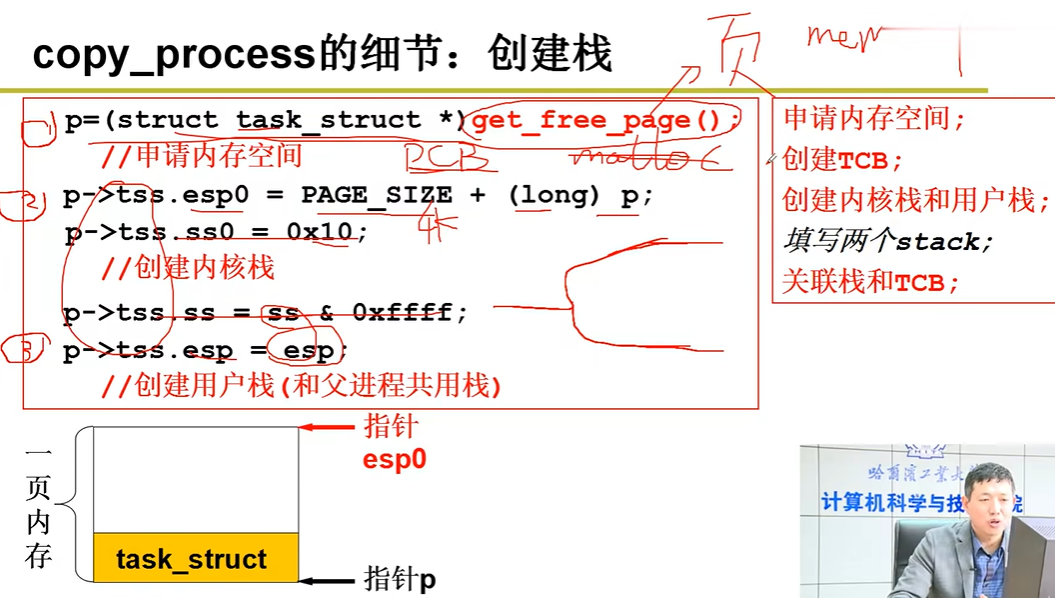 copy_process的细节：创建栈
页
mem
1
p=(struct task_struct *)get_free_page();
//申请内存空间
PCB
malloc
2
p->tss.esp0 = PAGE_SIZE + (long) p;
4K
p->tss.ss0 = 0x10;
//创建内核栈
p->tss.ss = ss & 0xffff;
3
p->tss.esp = esp;
//创建用户栈(和父进程共用栈)
申请内存空间;
创建TCB;
创建内核栈和用户栈;
填写两个stack;
关联栈和TCB;
一页内存
指针
esp0
task_struct
指针p
哈爾濱工業大
计算机科学与技
院